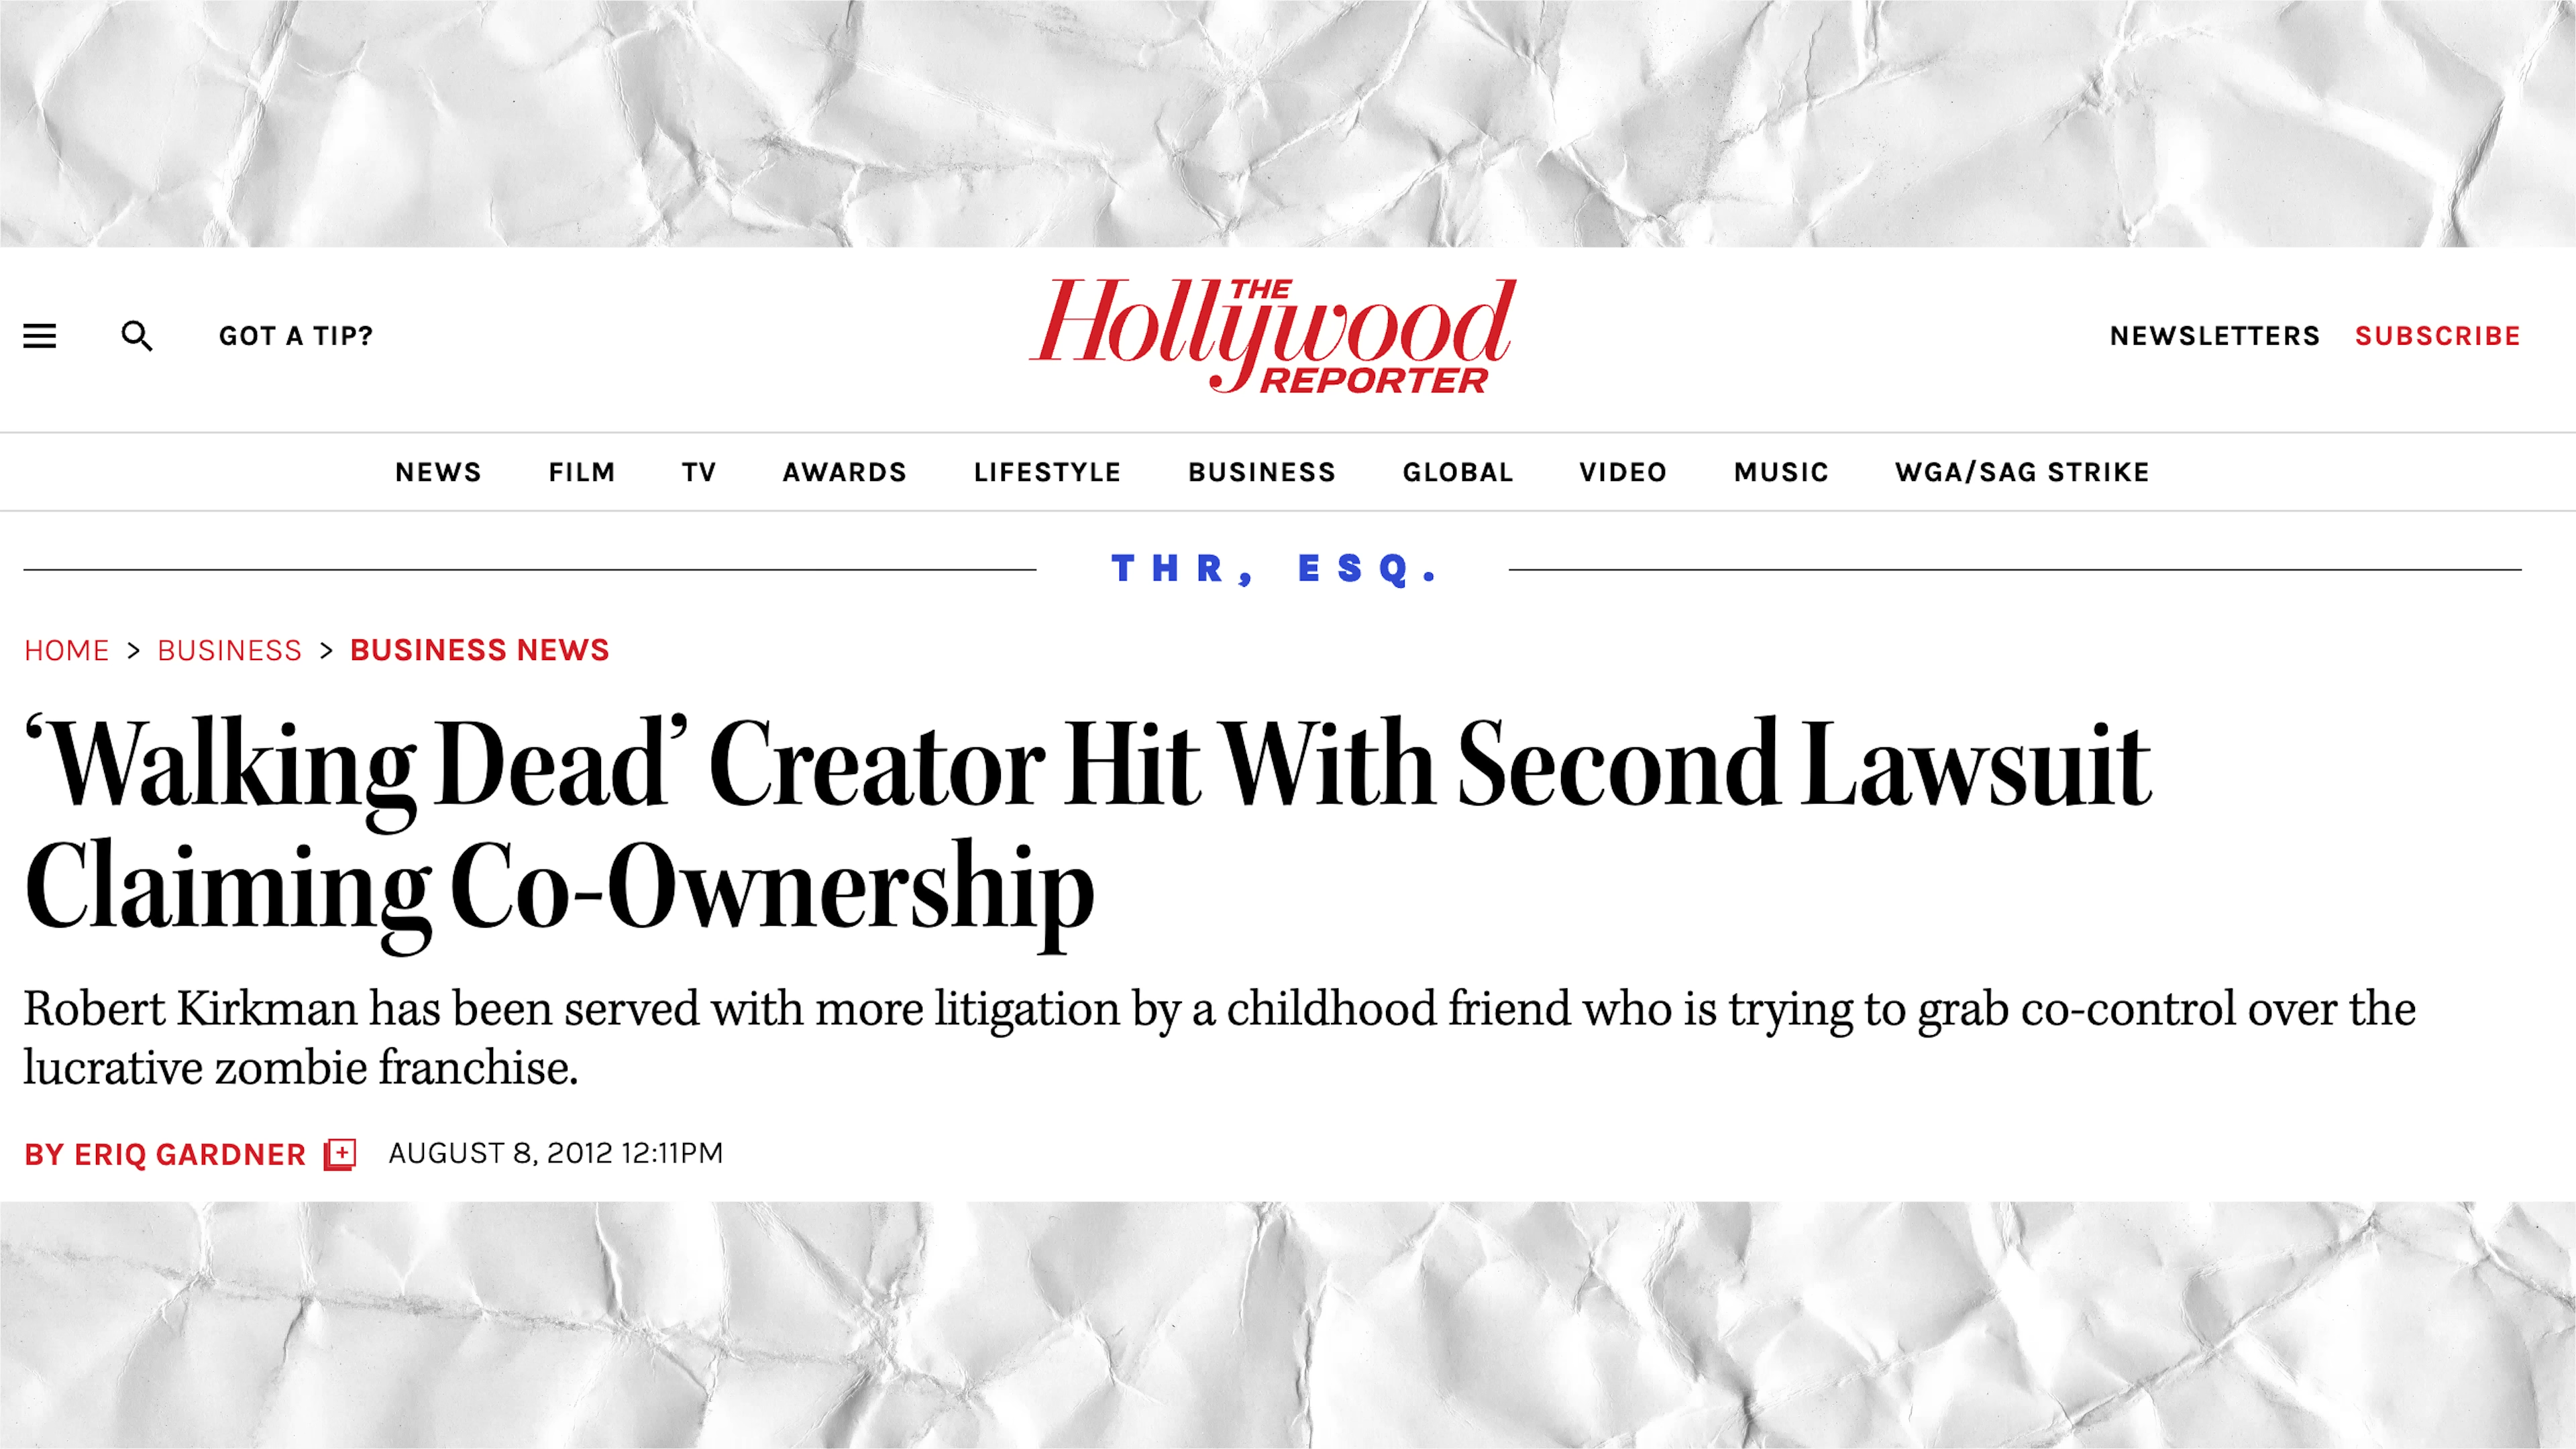 GOT A TIP?
THE
Hollywood
REPORTER
NEWSLETTERS SUBSCRIBE
NEWS FILM TV AWARDS LIFESTYLE BUSINESS GLOBAL VIDEO MUSIC WGA/SAG STRIKE
THR, ESQ.
HOME > BUSINESS > BUSINESS NEWS
‘Walking Dead’ Creator Hit With Second Lawsuit
Claiming Co-Ownership
Robert Kirkman has been served with more litigation by a childhood friend who is trying to grab co-control over the
lucrative zombie franchise.
BY ERIQ GARDNER AUGUST 8, 2012 12:11PM